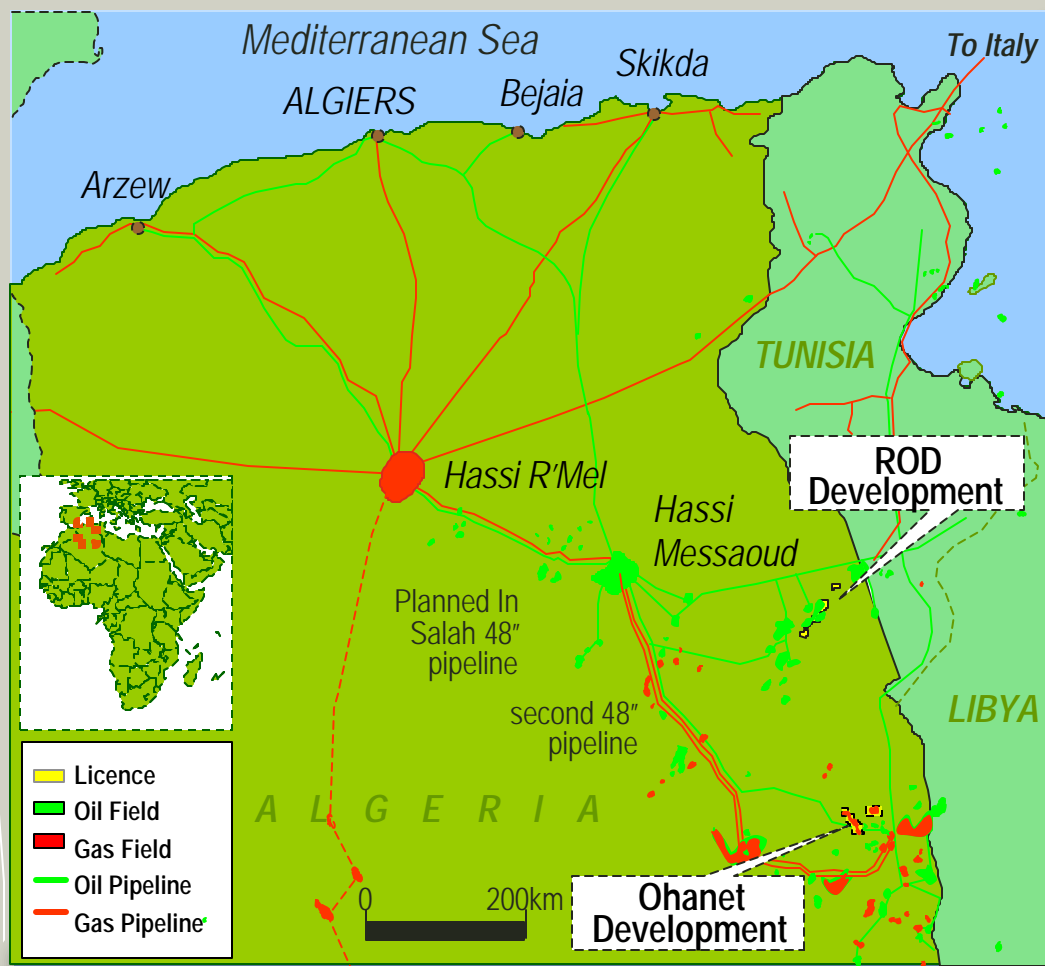 Mediterranean Sea
To Italy
Skikda
Bejaia
ALGIERS
Arzew
TUNISIA
ROD
Development
Hassi R'Mel
Hassi
Messaoud
Planned In
Salah 48"
pipeline
second 48"
pipeline
LIBYA
ALGERIA
Licence
Oil Field
Gas Field
Oil Pipeline
Gas Pipeline
0 200km
Ohanet
Development